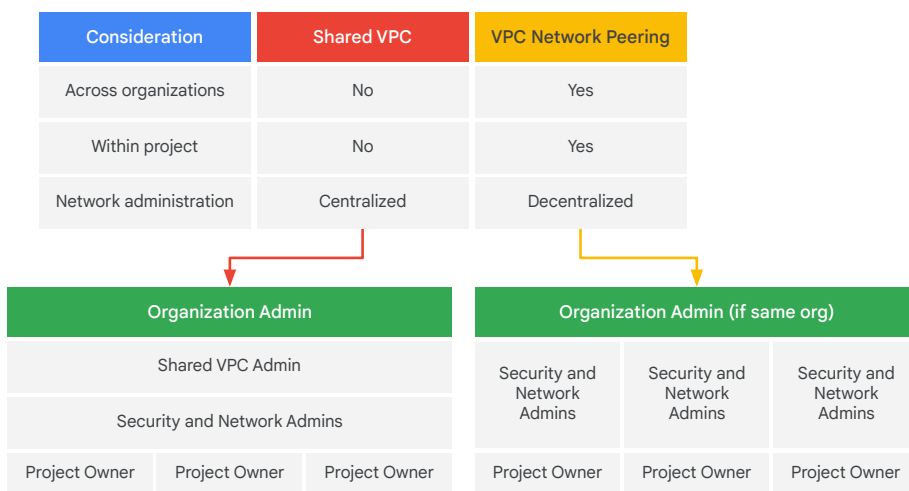 Consideration Shared VPC VPC Network Peering
Across organizations No Yes
Within project No Yes
Network administration Centralized Decentralized
Organization Admin
Shared VPC Admin
Security and Network Admins
Project Owner Project Owner Project Owner
Organization Admin (if same org)
Security and Network Admins
Security and Network Admins
Security and Network Admins
Project Owner Project Owner Project Owner